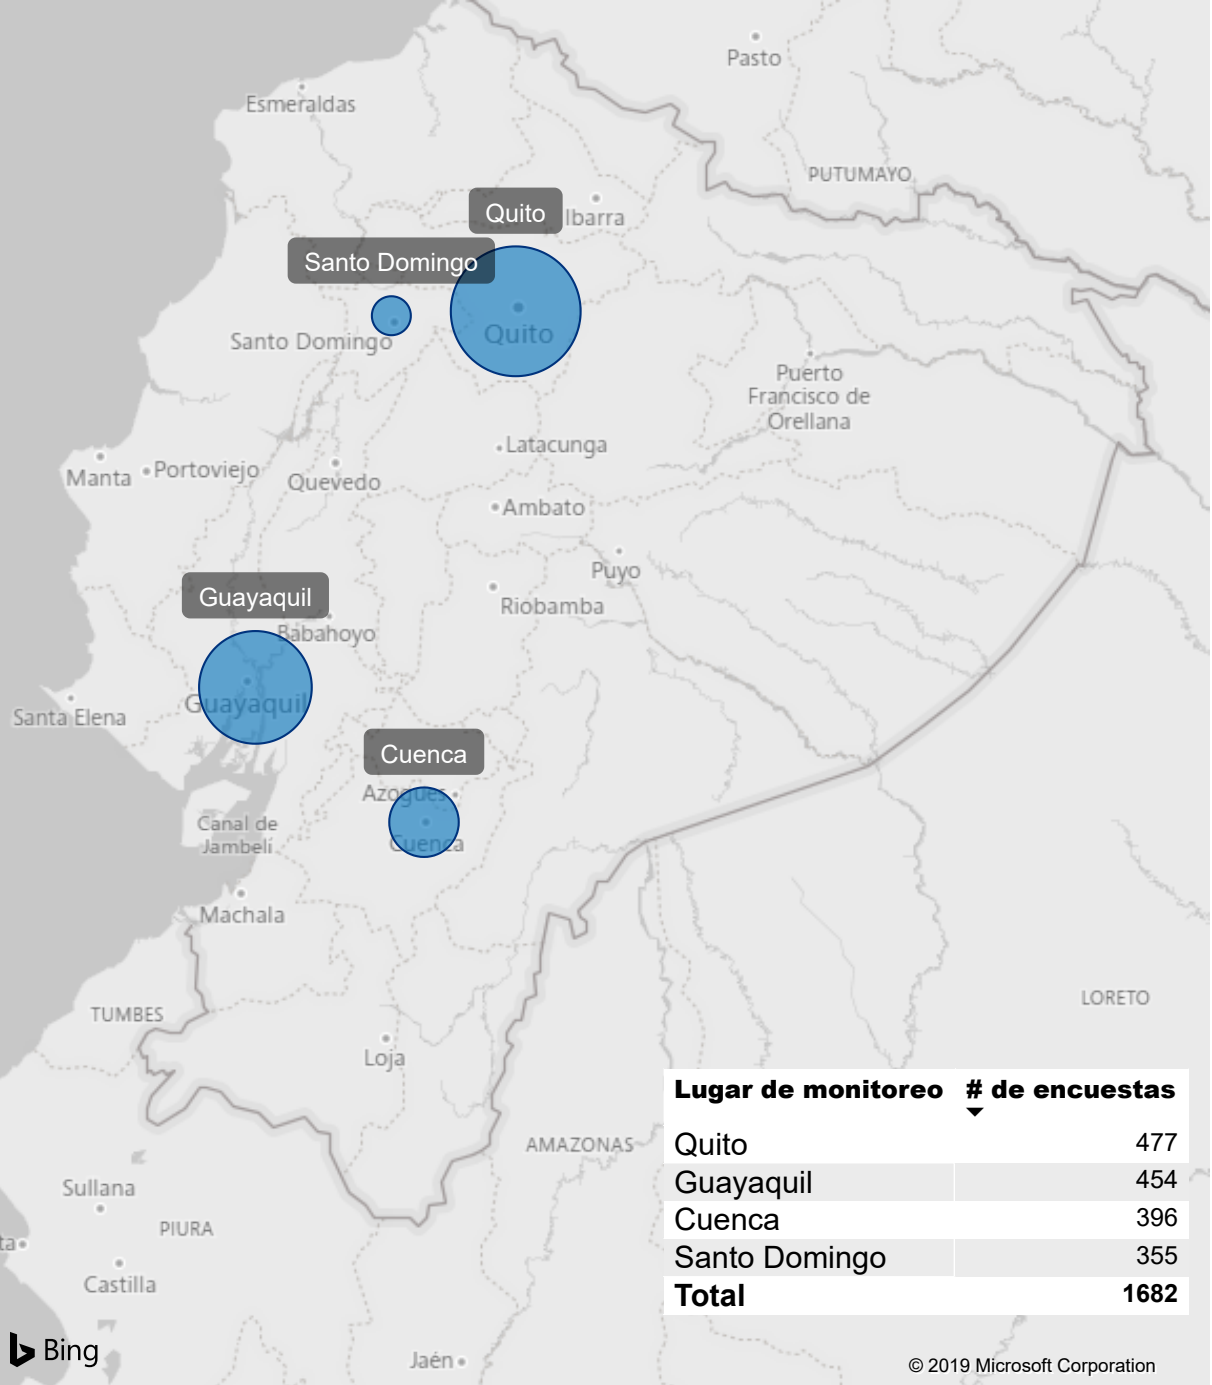 Pasto
Esmeraldas
PUTUMAYO
Quito
Ibarra
Santo Domingo
Santo Domingo
Quito
Puerto
Francisco de
Orellana
Latacunga
Manta
Portoviejo
Quevedo
Ambato
Puyo
Guayaquil
Riobamba
Babahoyo
Guayaquil
Santa Elena
Cuenca
Azogues
Canal de
Jambelí
Cuenca
Machala
LORETO
TUMBES
Loja
Lugar de monitoreo # de encuestas
Quito 477
Guayaquil 454
Cuenca 396
Santo Domingo 355
Total 1682
AMAZONAS
Sullana
PIURA
ta
Castilla
Bing
Jaén
© 2019 Microsoft Corporation